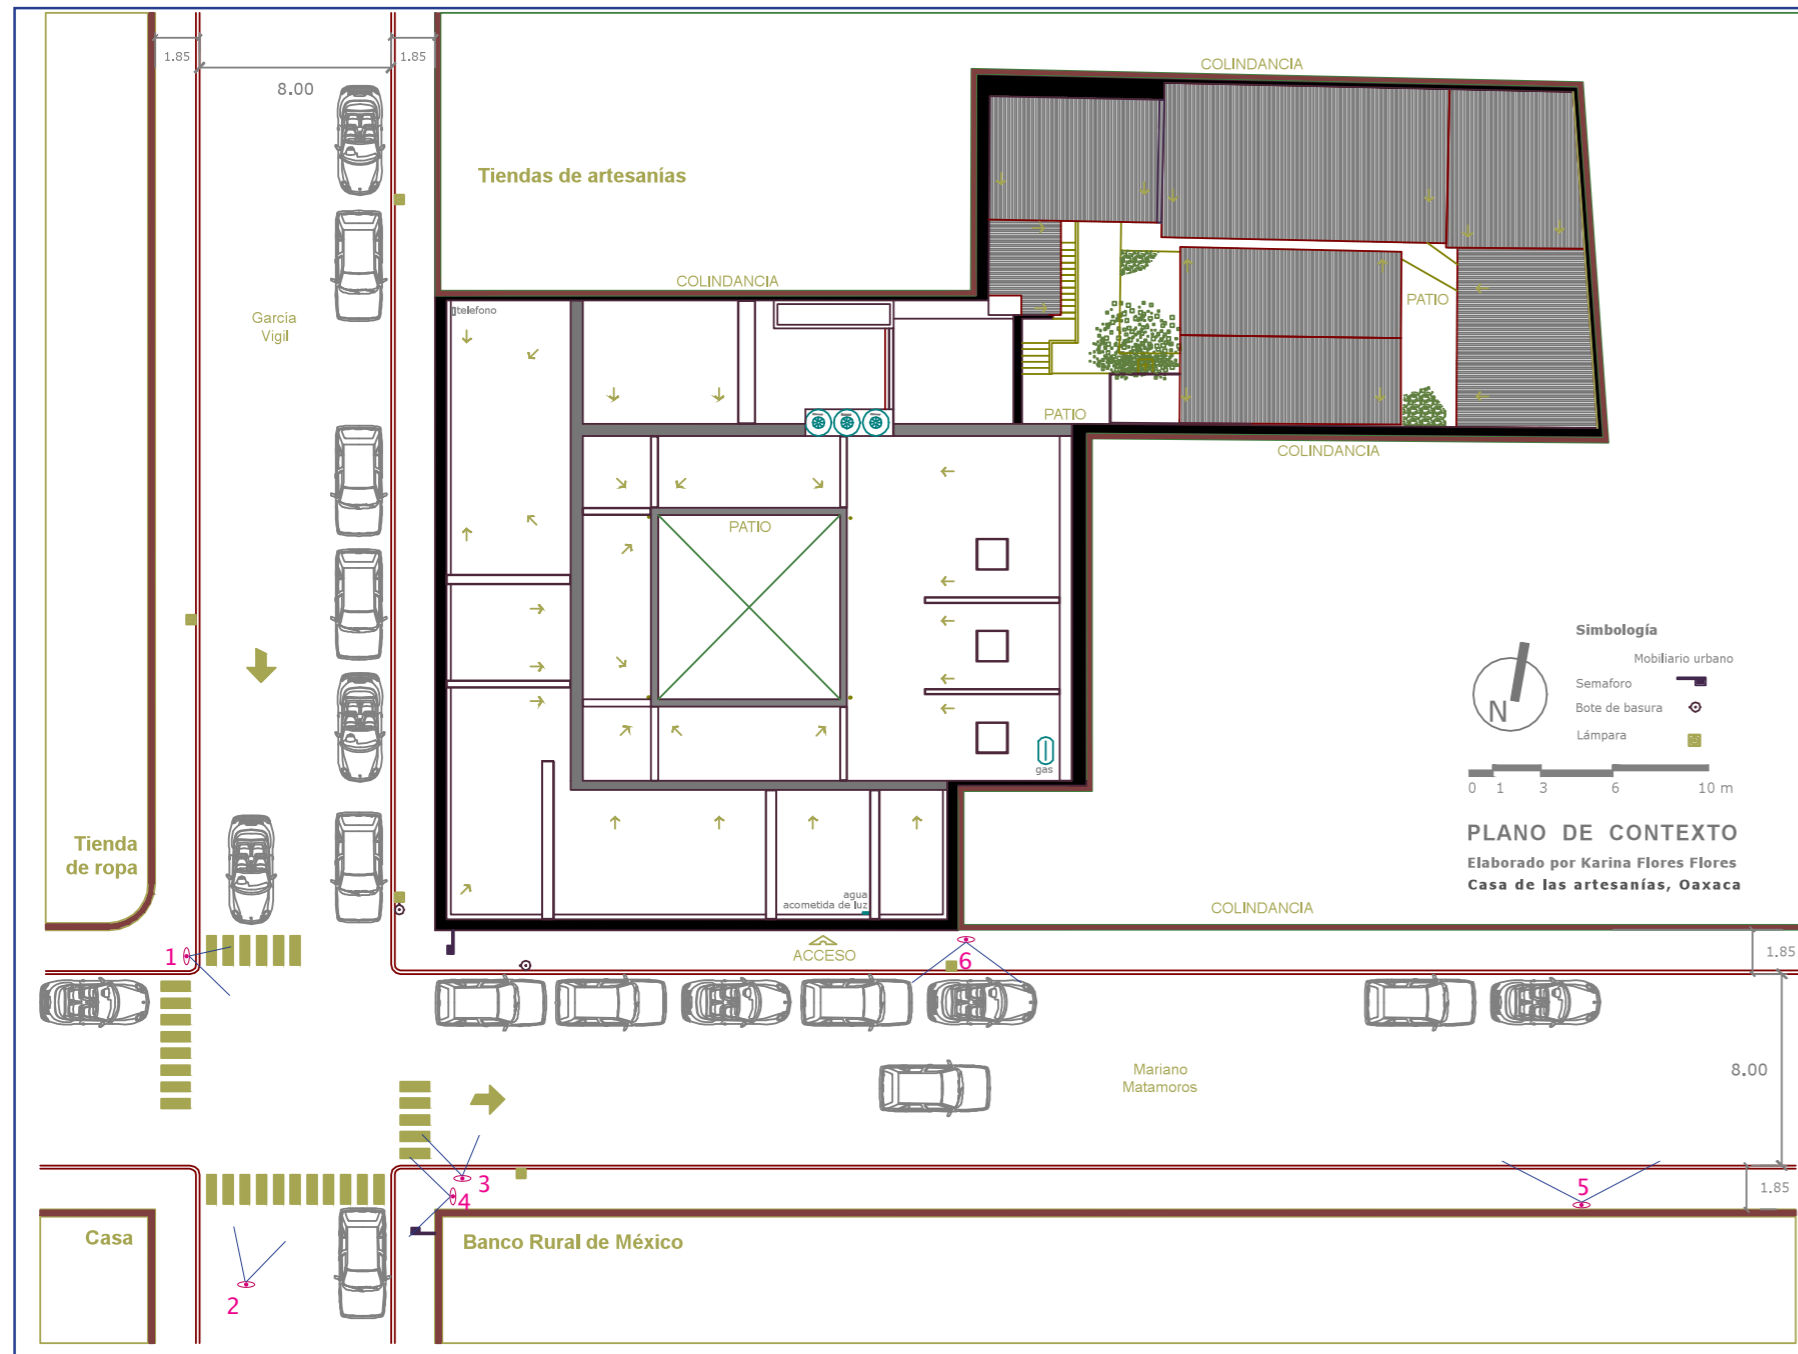 1.85
1.85
8.00
COLINDANCIA
Tiendas de artesanías
COLINDANCIA
telefono
Garcia
Vigil
PATIO
PATIO
COLINDANCIA
PATIO
Simbología
Mobiliario urbano
Semaforo
Bote de basura
Lámpara
N
0 1 3 6 10 m
gas
PLANO DE CONTEXTO
Elaborado por Karina Flores Flores
Casa de las artesanías, Oaxaca
Tienda
de ropa
agua
acometida de luz
COLINDANCIA
ACCESO
1
6
1.85
Mariano
Matamoros
8.00
3
4
5
1.85
Casa
Banco Rural de México
2